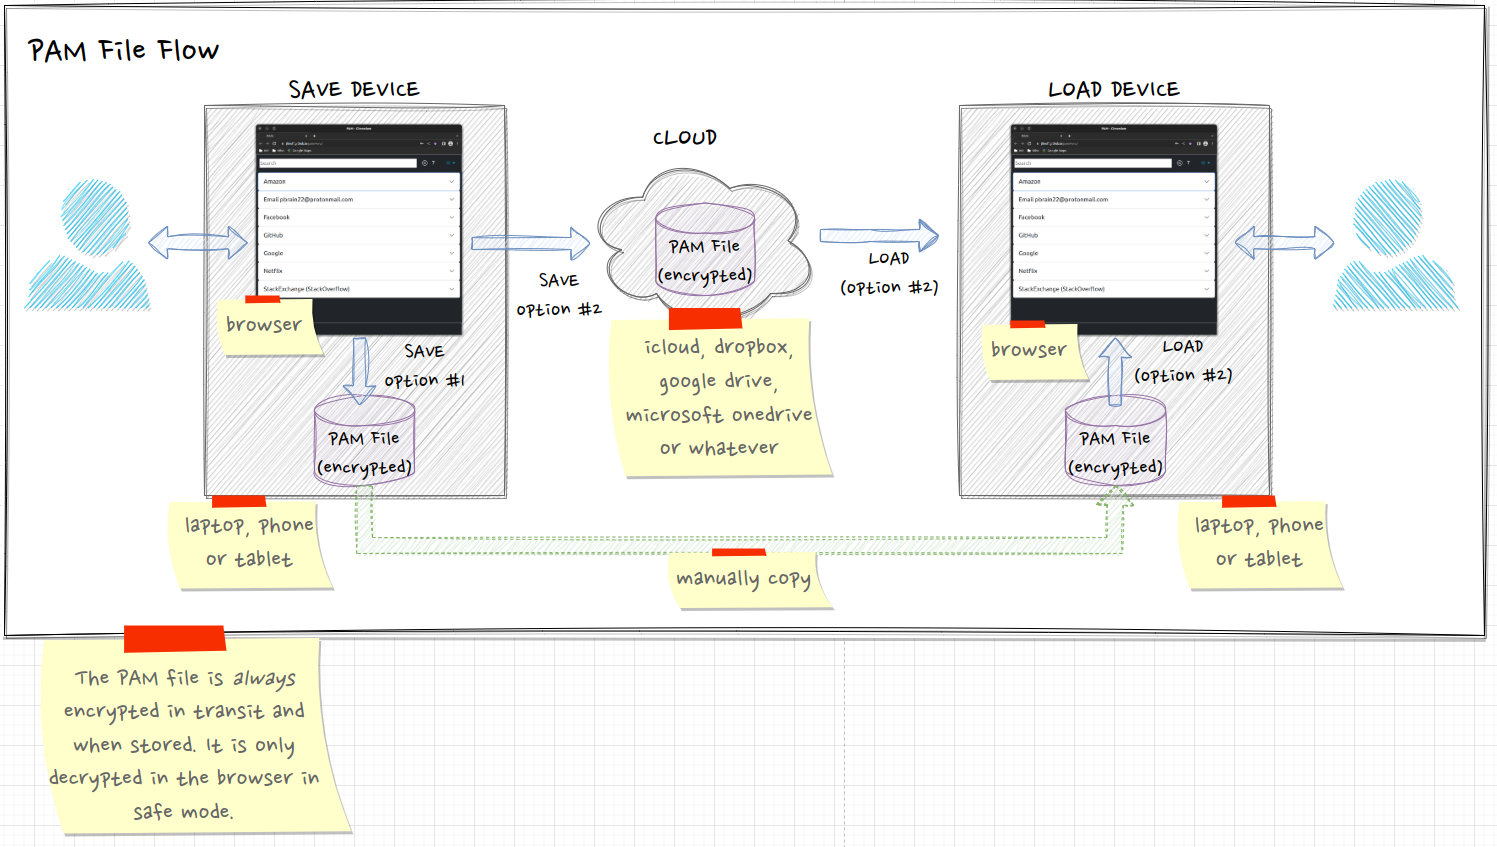 PAM File Flow
SAVE DEVICE
LOAD DEVICE
CLOUD
Search
Amazon
Email pbrain22@protonmail.com
Facebook
GitHub
Google
Netflix
StackExchange (StackOverflow)
browser
SAVE
option #1
PAM File
(encrypted)
laptop, phone
or tablet
SAVE
option #2
PAM File
(encrypted)
icloud, dropbox,
google drive,
microsoft onedrive
or whatever
LOAD
(option #2)
Search
Amazon
Email pbrain22@protonmail.com
Facebook
GitHub
Google
Netflix
StackExchange (StackOverflow)
browser
LOAD
(option #2)
PAM File
(encrypted)
laptop, phone
or tablet
manually copy
The PAM file is always
encrypted in transit and
when stored. It is only
decrypted in the browser in
safe mode.